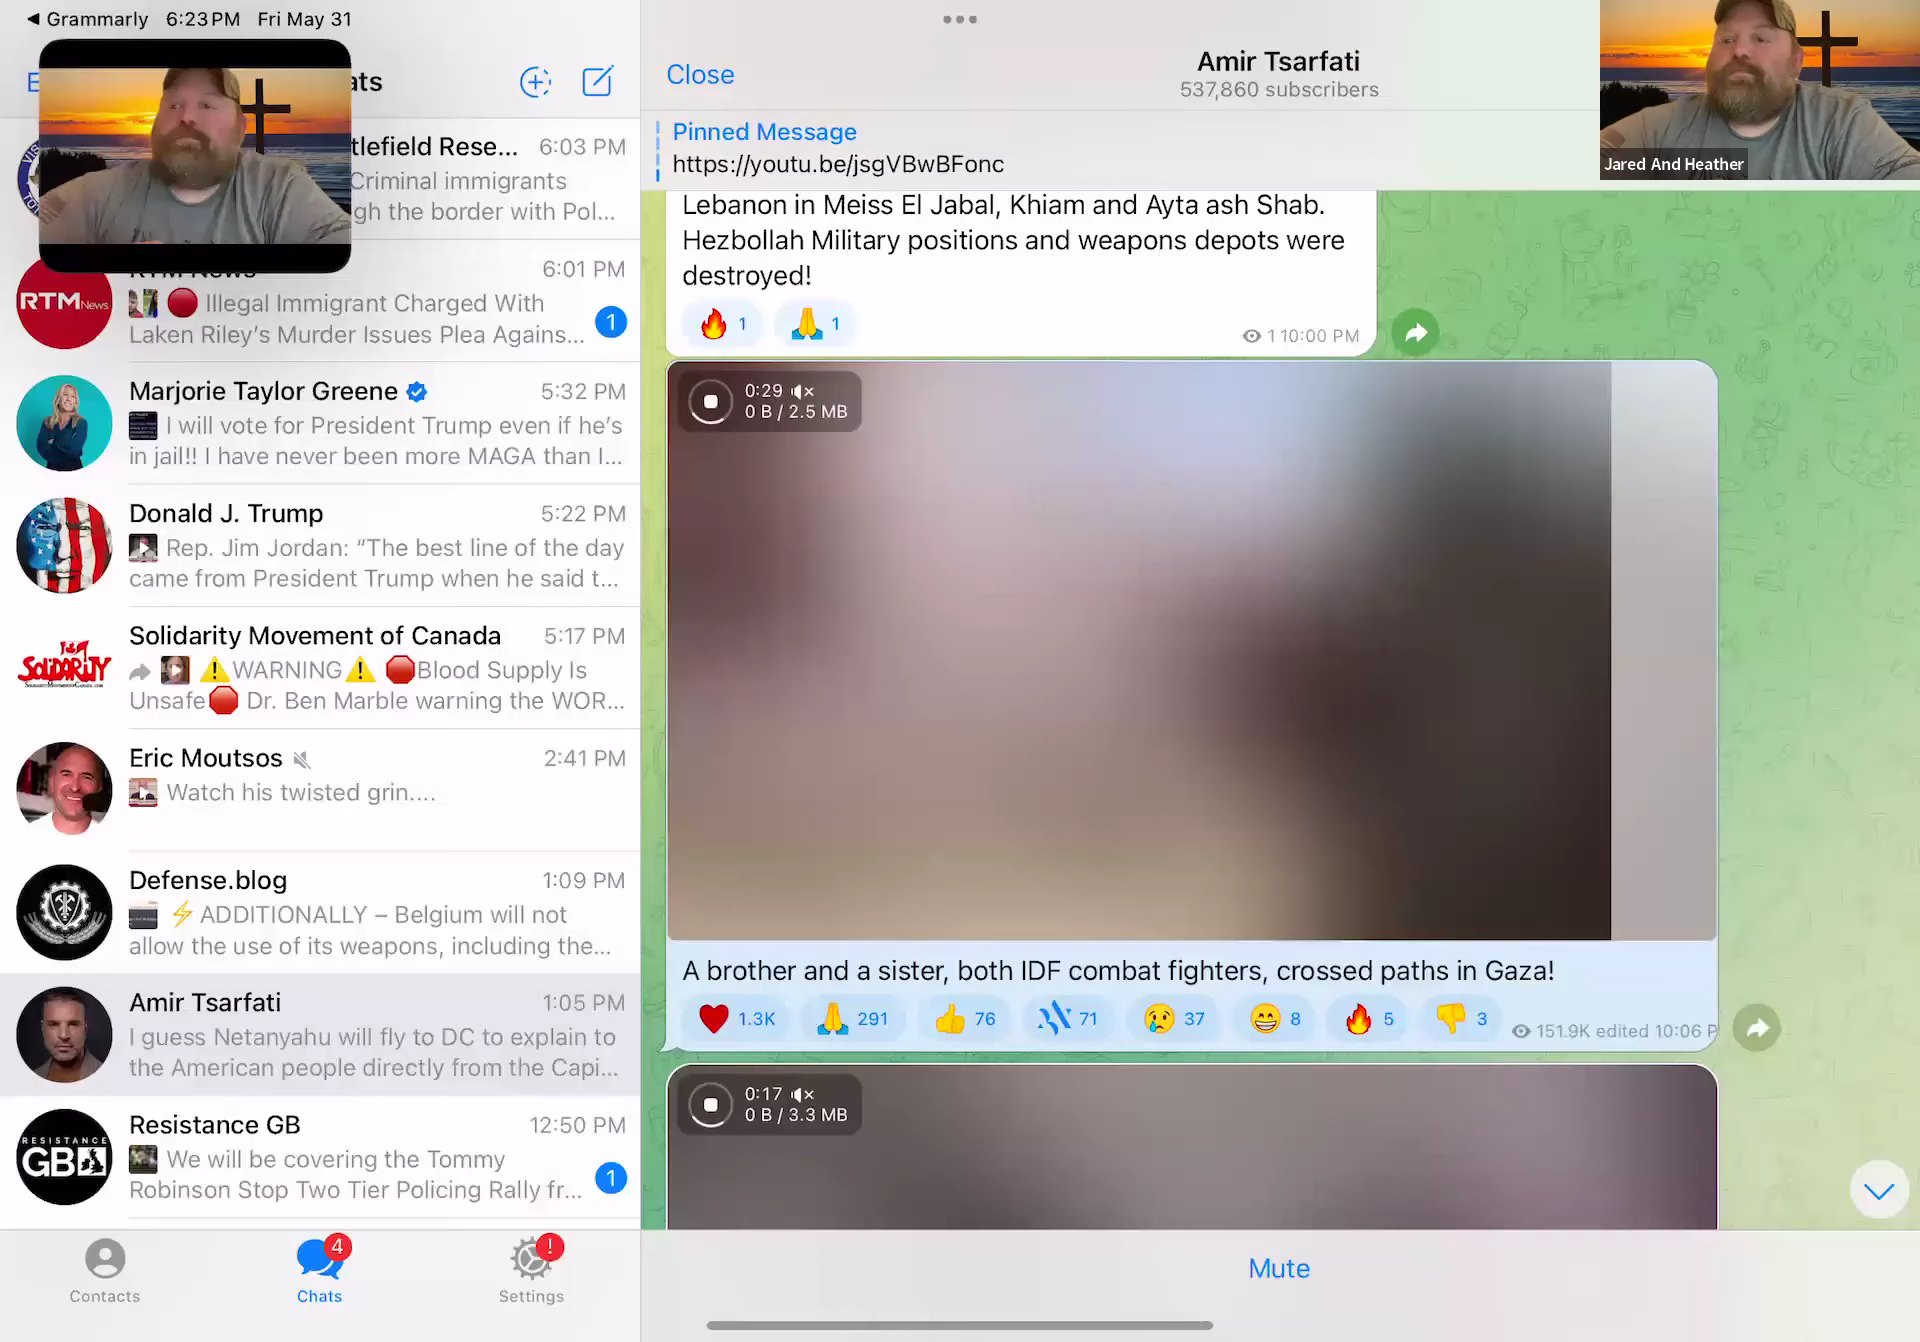 Grammarly 6:23 PM Fri May 31
ats
tlefield Rese... 6:03 PM
Criminal immigrants
gh the border with Pol...
RTM News 6:01 PM
Illegal Immigrant Charged With
Laken Riley's Murder Issues Plea Agains...
1
Marjorie Taylor Greene 5:32 PM
I will vote for President Trump even if he's
in jail!! I have never been more MAGA than I...
Donald J. Trump 5:22 PM
Rep. Jim Jordan: "The best line of the day
came from President Trump when he said t...
Solidarity Movement of Canada 5:17 PM
⚠️WARNING⚠️ 🛑Blood Supply Is
Unsafe🛑 Dr. Ben Marble warning the WOR...
Eric Moutsos 2:41 PM
Watch his twisted grin....
Defense.blog 1:09 PM
⚡ ADDITIONALLY – Belgium will not
allow the use of its weapons, including the...
Amir Tsarfati 1:05 PM
I guess Netanyahu will fly to DC to explain to
the American people directly from the Capi...
Resistance GB 12:50 PM
We will be covering the Tommy
Robinson Stop Two Tier Policing Rally fr...
1
RTM News
SOLIDARITY
RESISTANCE
GB
Contacts
4
Chats
!
Settings
Close
Amir Tsarfati
537,860 subscribers
Pinned Message
https://youtu.be/jsgVBwBFonc
Jared And Heather
Lebanon in Meiss El Jabal, Khiam and Ayta ash Shab.
Hezbollah Military positions and weapons depots were
destroyed!
🔥 1 🙏 1
1 10:00 PM
0:29
0 B / 2.5 MB
A brother and a sister, both IDF combat fighters, crossed paths in Gaza!
❤️ 1.3K 🙏 291 👍 76 71 😢 37 😁 8 🔥 5 👎 3
151.9K edited 10:06 P
0:17
0 B / 3.3 MB
Mute